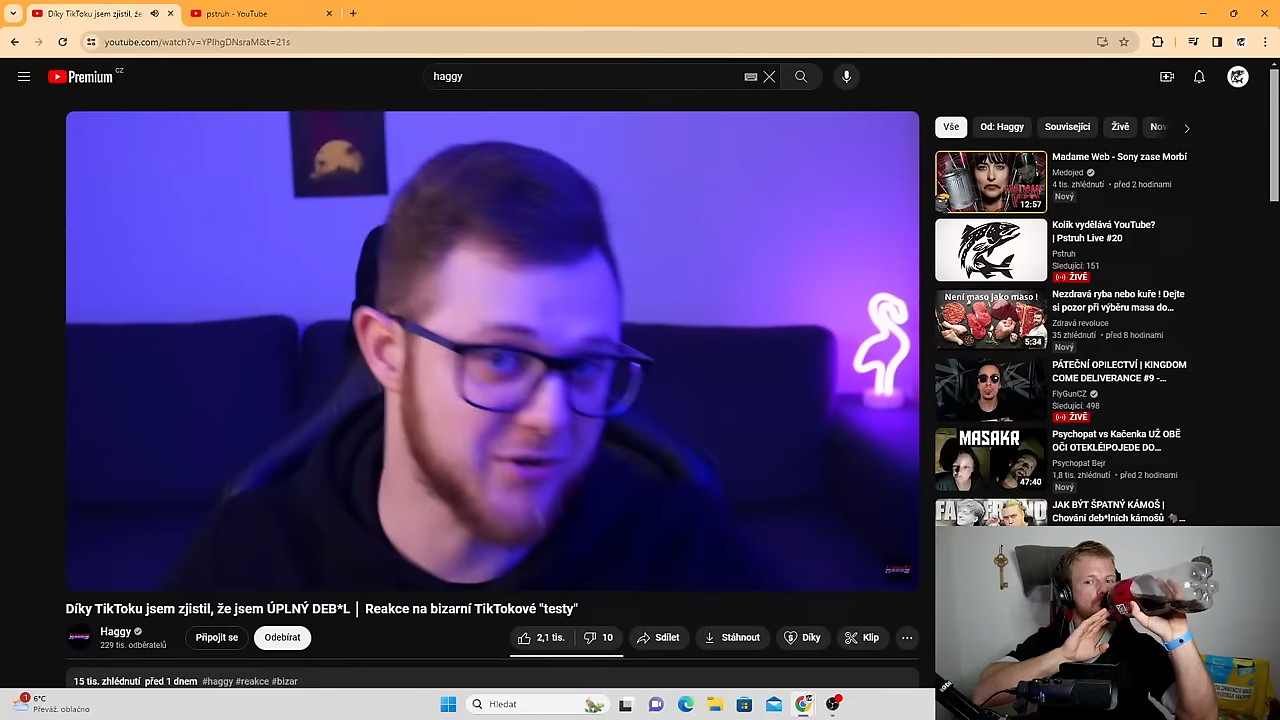 Díky TikToku jsem zjistil, že
pstruh - YouTube
youtube.com/watch?v=YPlhgDNsraM&t=21s
Premium CZ
haggy
Vše
Od: Haggy
Související
Živě
Nov
Madame Web - Sony zase Morbí
Medojed
4 tis. zhlédnutí • před 2 hodinami
Nový
12:57
Kolik vydělává YouTube?
| Pstruh Live #20
Pstruh
Sledující: 151
ŽIVĚ
Není maso jako maso !
5:34
Nezdravá ryba nebo kuře ! Dejte
si pozor při výběru masa do...
Zdravá revoluce
35 zhlédnutí • před 8 hodinami
Nový
PÁTEČNÍ OPILECTVÍ | KINGDOM
COME DELIVERANCE #9 -...
FlyGunCZ
Sledující: 498
ŽIVĚ
MASAKR
47:40
Psychopat vs Kačenka UŽ OBĚ
OČI OTEKLÉ!POJEDE DO...
Psychopat Bejr
1,8 tis. zhlédnutí • před 2 hodinami
Nový
JAK BÝT ŠPATNÝ KÁMOŠ |
Chování deb*lních kámošů
Díky TikToku jsem zjistil, že jsem ÚPLNÝ DEB*L │ Reakce na bizarní TikTokové "testy"
Haggy
229 tis. odběratelů
Připojit se
Odebírat
2,1 tis.
10
Sdílet
Stáhnout
Díky
Klip
15 tis. zhlédnutí před 1 dnem #haggy #reakce #bizar
1
6°C
Převáž. oblačno
Hledat